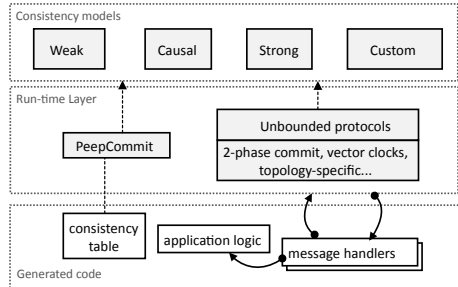 Consistency models
Weak
Causal
Strong
Custom
Run-time Layer
PeepCommit
Unbounded protocols
2-phase commit, vector clocks,
topology-specific...
consistency
table
application logic
message handlers
Generated code